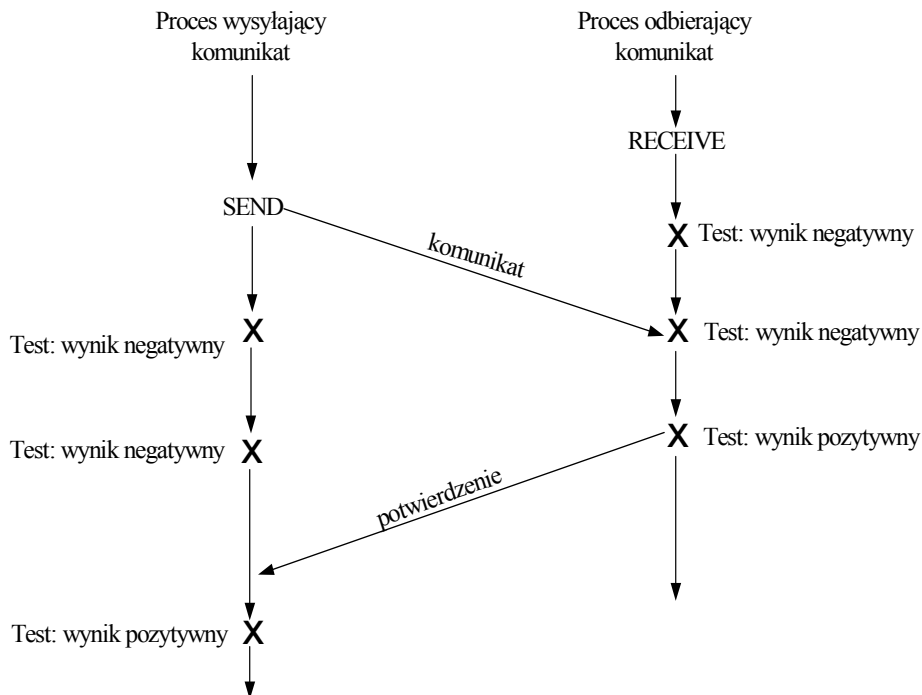 Proces wysyłający
komunikat
Proces odbierający
komunikat
RECEIVE
SEND
komunikat
X Test: wynik negatywny
Test: wynik negatywny X
X Test: wynik negatywny
Test: wynik negatywny X
X Test: wynik pozytywny
potwierdzenie
Test: wynik pozytywny X